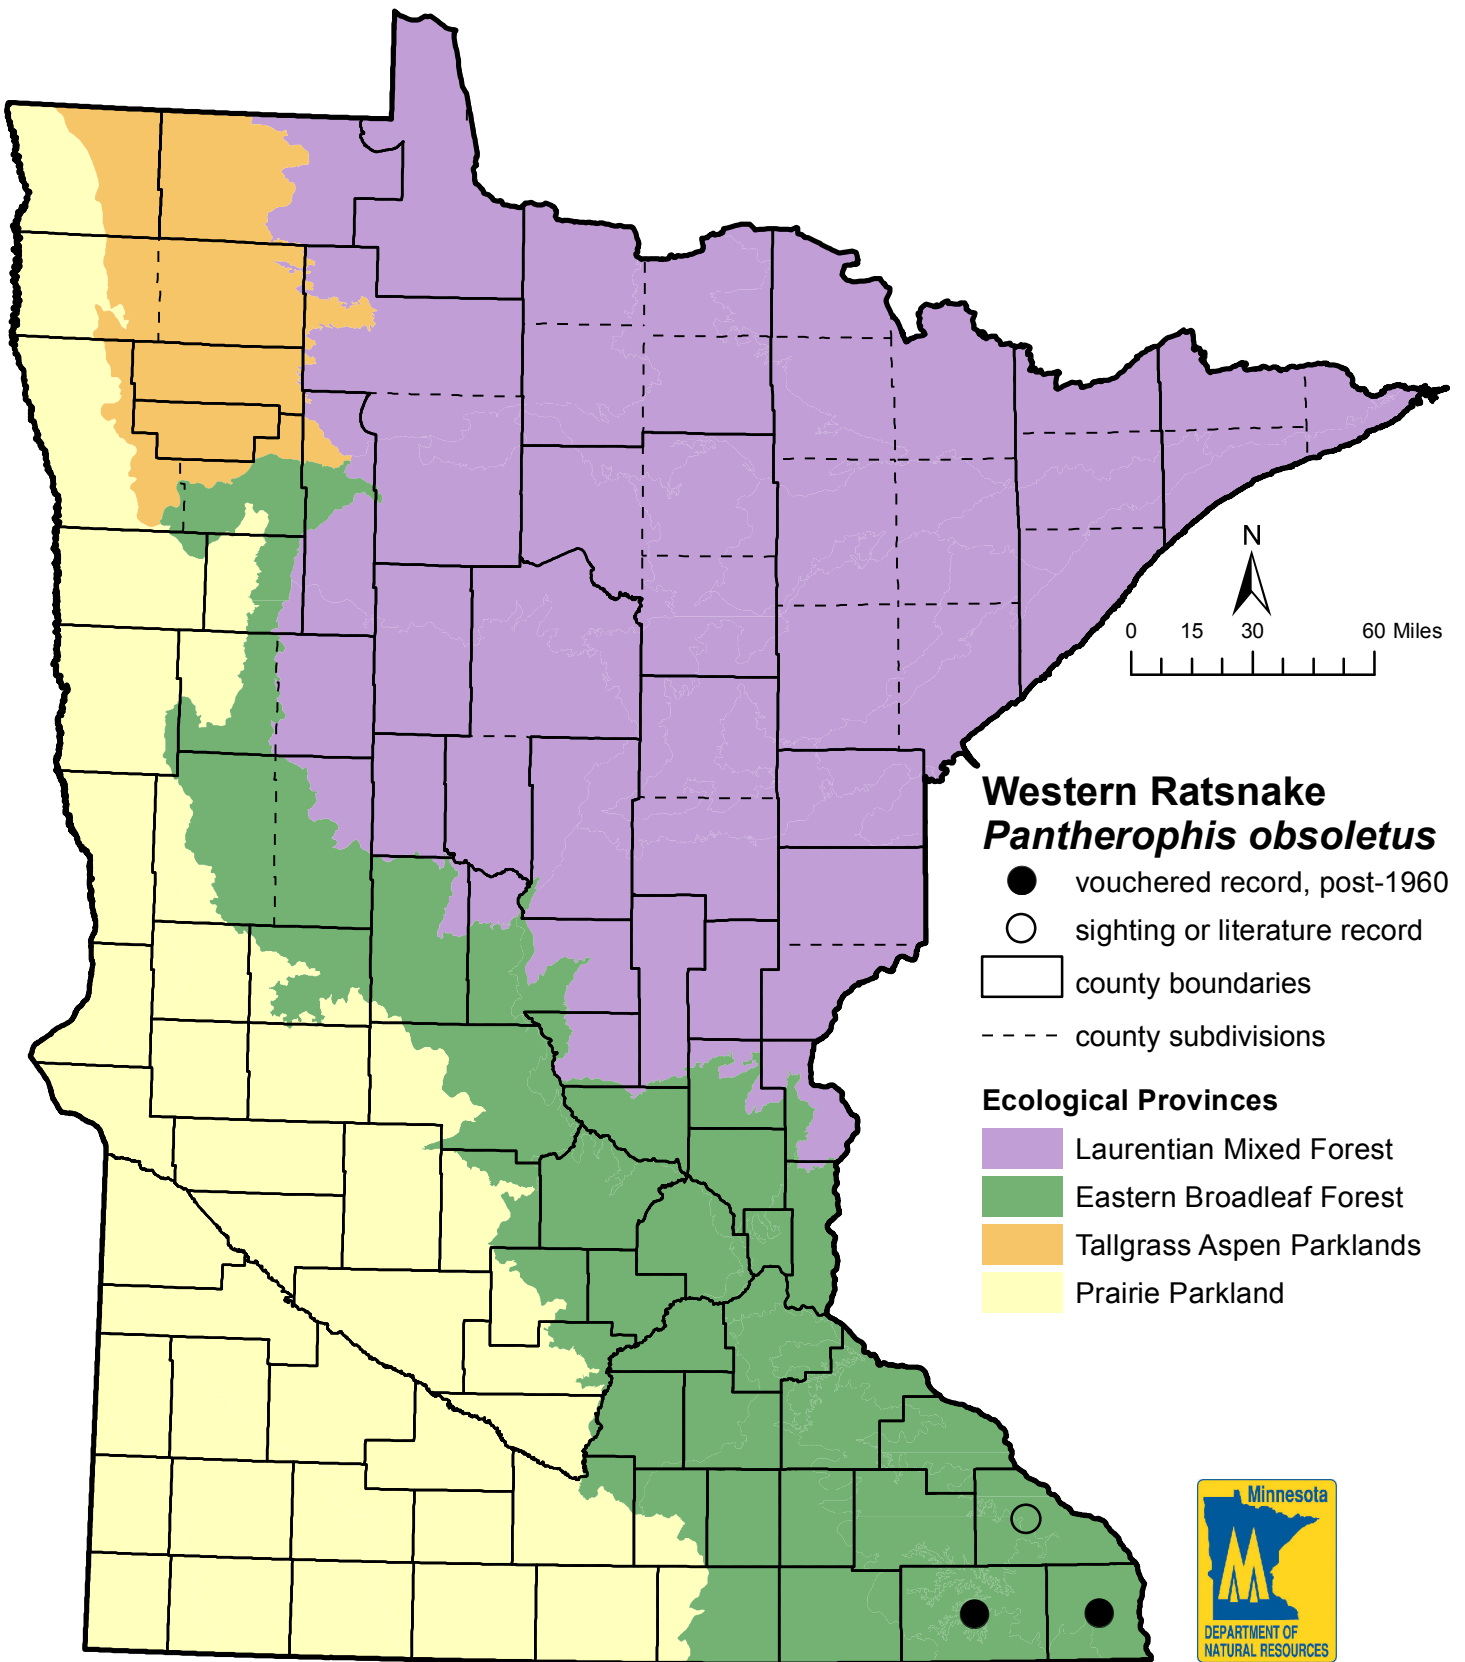 N
0 15 30 60 Miles
Western Ratsnake
Pantherophis obsoletus
vouchered record, post-1960
sighting or literature record
county boundaries
county subdivisions
Ecological Provinces
Laurentian Mixed Forest
Eastern Broadleaf Forest
Tallgrass Aspen Parklands
Prairie Parkland
Minnesota
DEPARTMENT OF
NATURAL RESOURCES